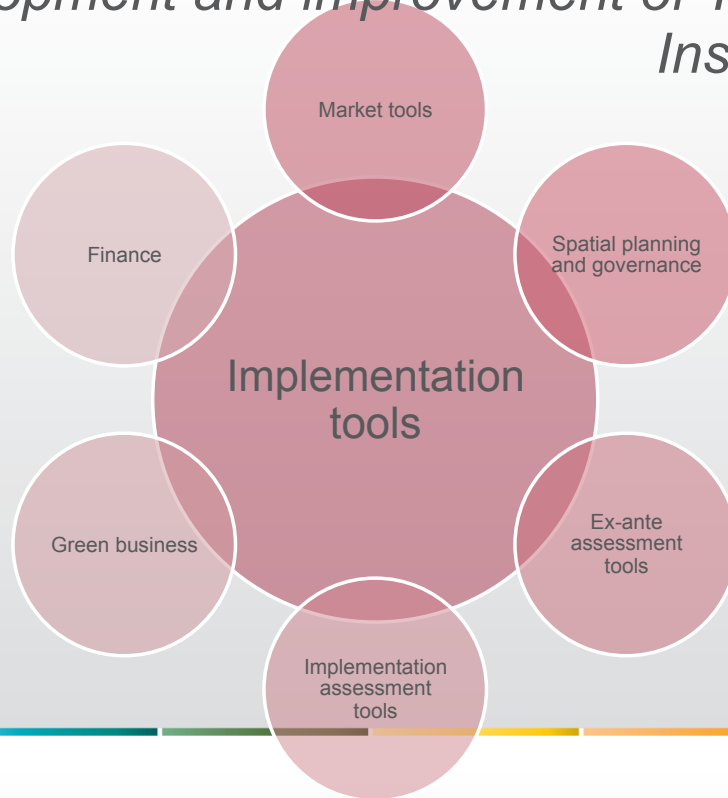 opment and improvement of
Ins
Market tools
Finance
Spatial planning
and governance
Implementation
tools
Green business
Ex-ante
assessment
tools
Implementation
assessment
tools